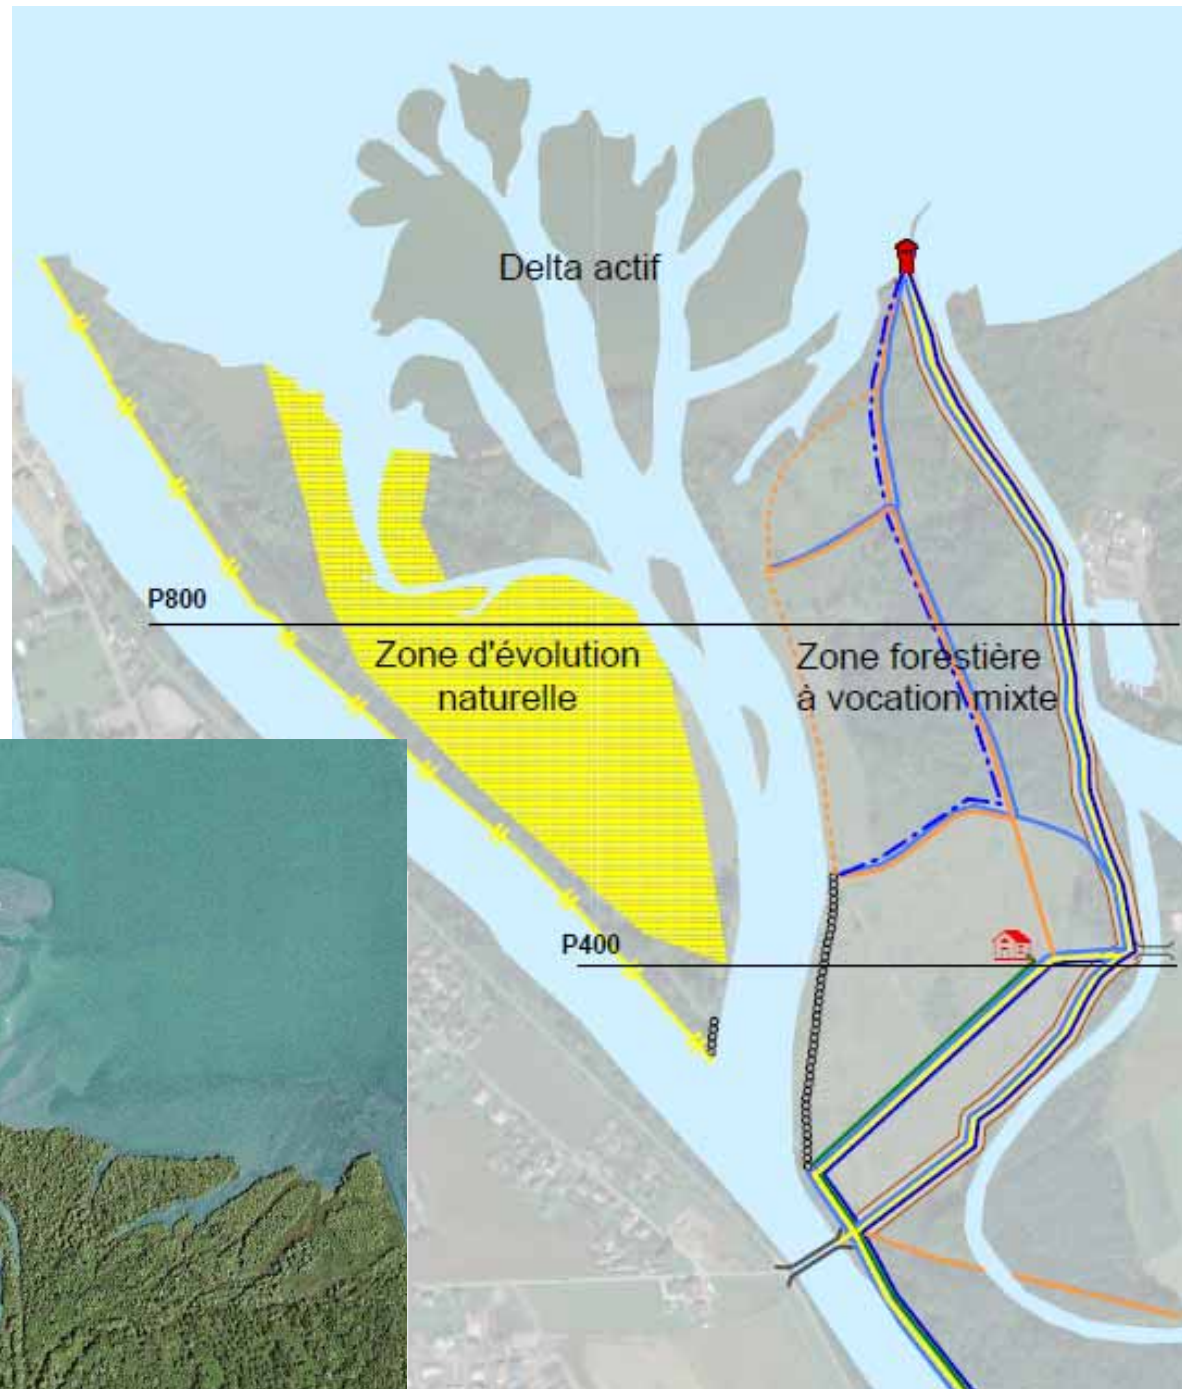 Delta actif
P800
Zone d'évolution
naturelle
Zone forestière
à vocation mixte
P400